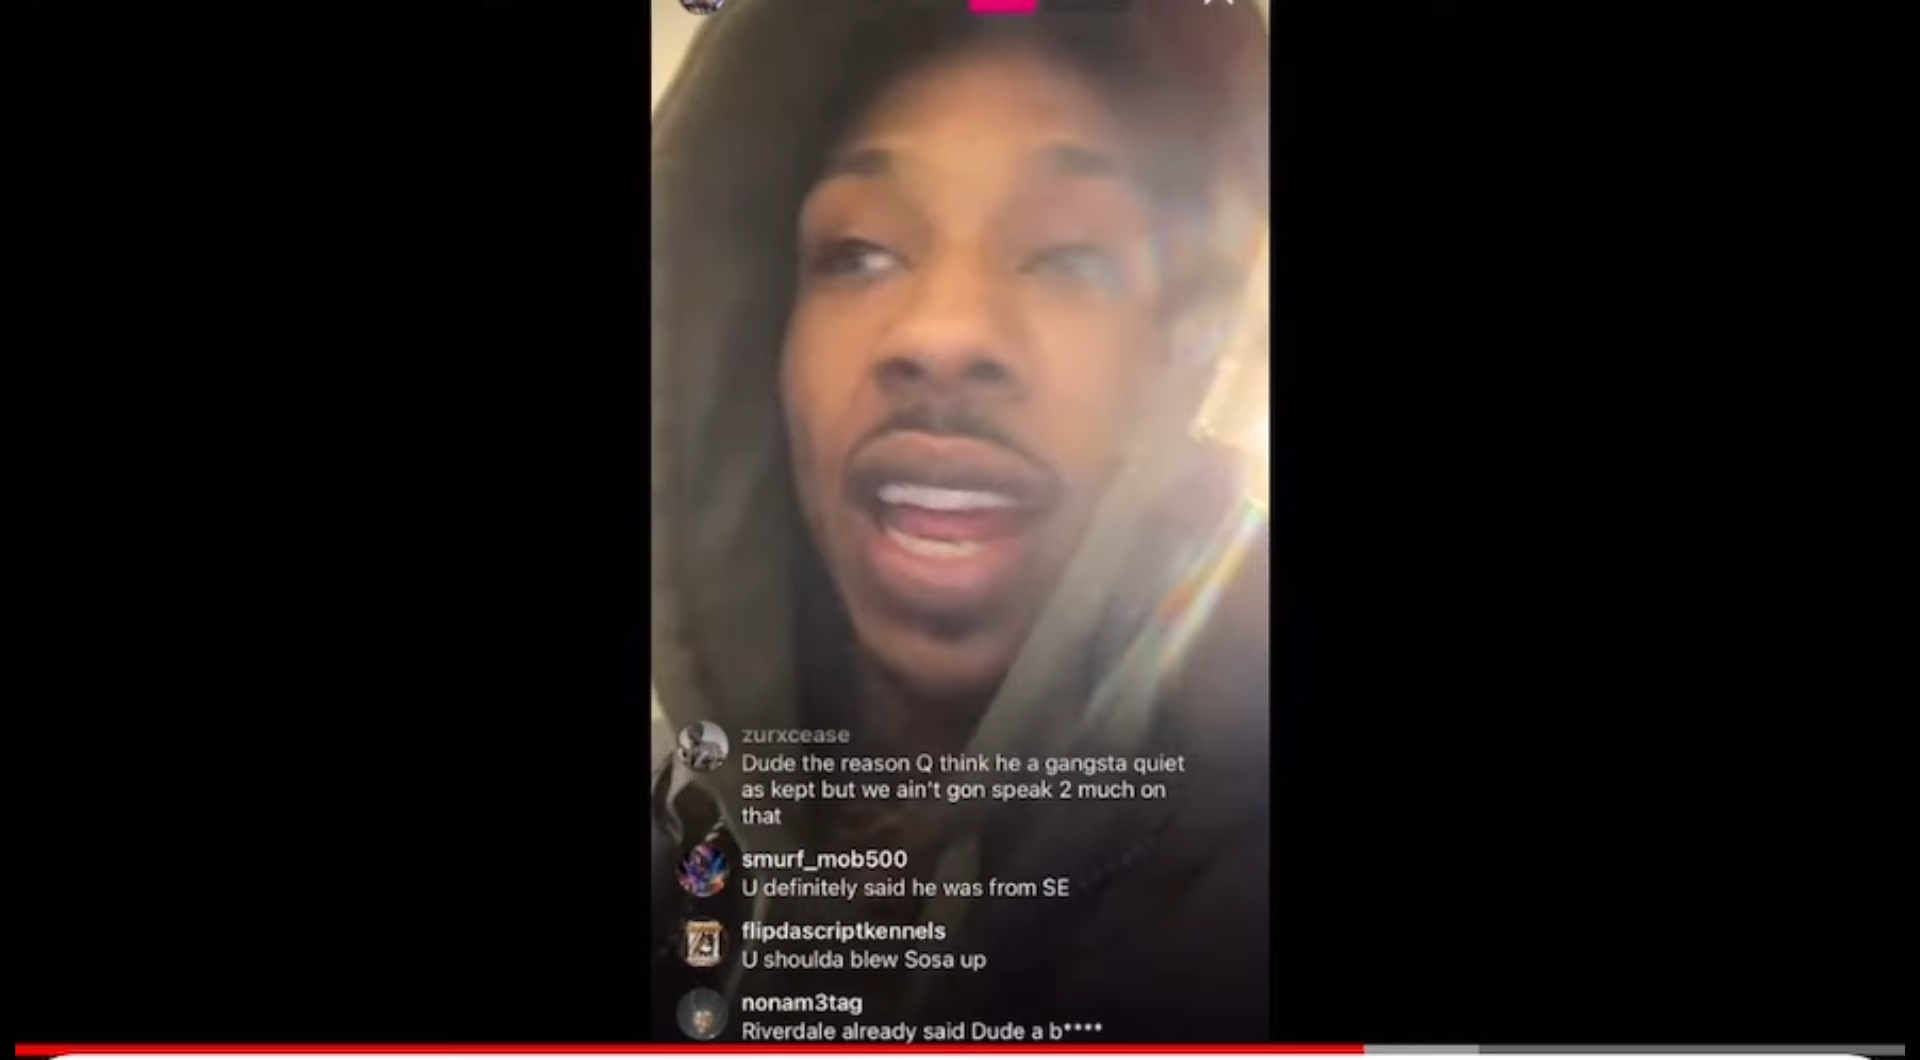 zurxcease
Dude the reason Q think he a gangsta quiet
as kept but we ain't gon speak 2 much on
that
smurf_mob500
U definitely said he was from SE
flipdascriptkennels
U shoulda blew Sosa up
nonam3tag
Riverdale already said Dude a b****